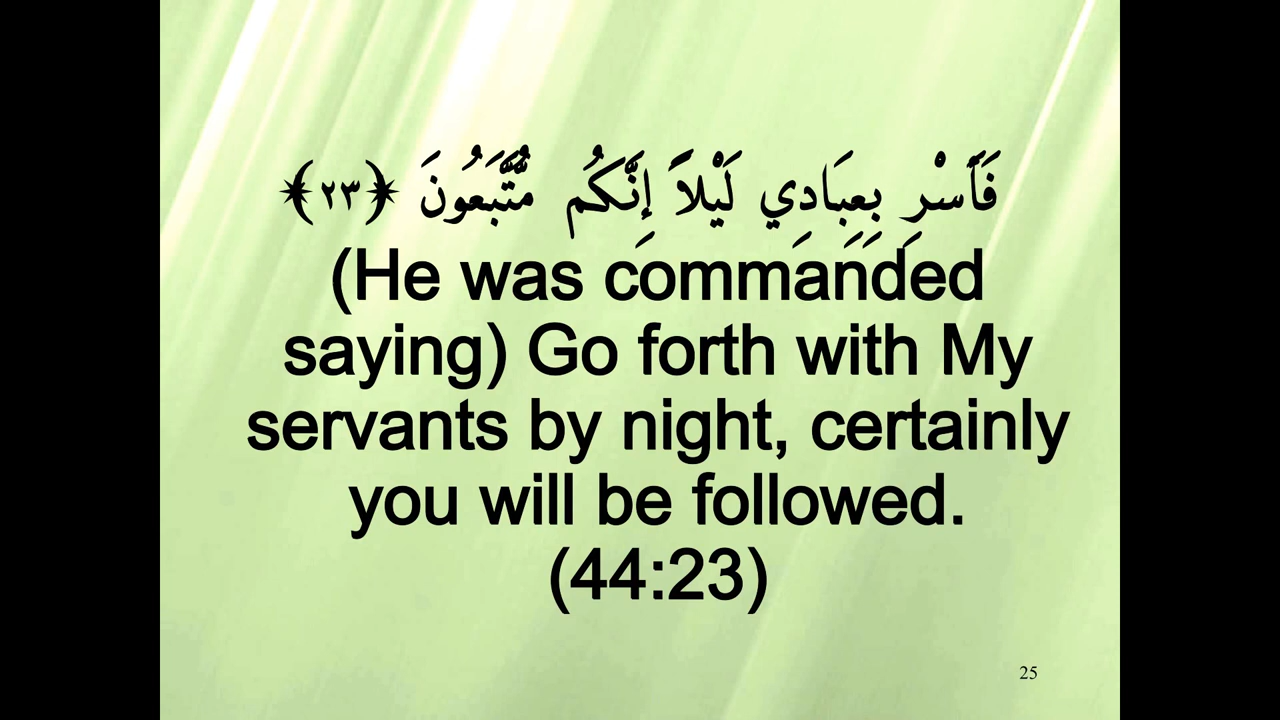 فَأَسْرِ بِعِبَادِي لَيْلاً إِنَّكُم مُّتَّبَعُونَ ﴿٢٣﴾
(He was commanded
saying) Go forth with My
servants by night, certainly
you will be followed.
(44:23)
25